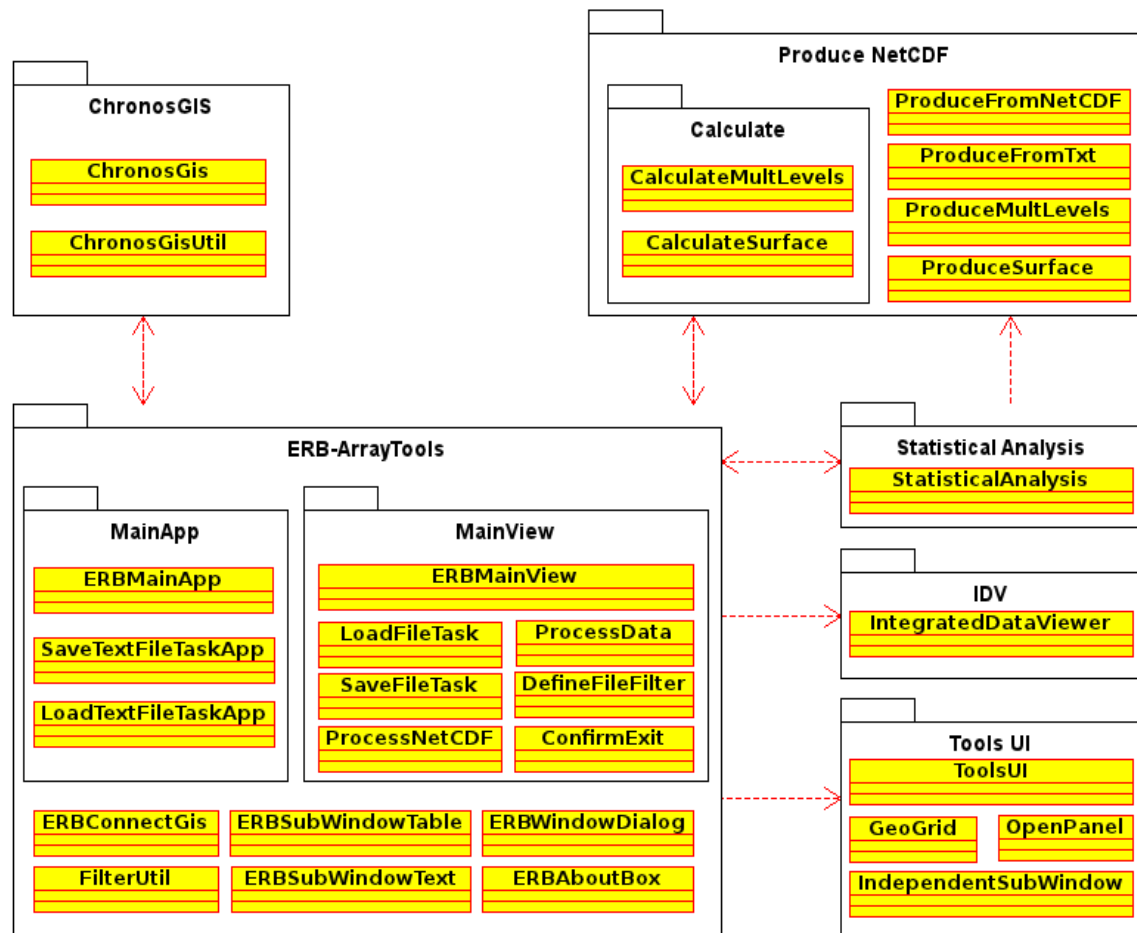 ChronosGIS
ChronosGis
ChronosGisUtil
Produce NetCDF
Calculate
CalculateMultLevels
CalculateSurface
ProduceFromNetCDF
ProduceFromTxt
ProduceMultLevels
ProduceSurface
ERB-ArrayTools
MainApp
ERBMainApp
SaveTextFileTaskApp
LoadTextFileTaskApp
MainView
ERBMainView
LoadFileTask
ProcessData
SaveFileTask
DefineFileFilter
ProcessNetCDF
ConfirmExit
ERBConnectGis
ERBSubWindowTable
ERBWindowDialog
FilterUtil
ERBSubWindowText
ERBAboutBox
Statistical Analysis
StatisticalAnalysis
IDV
IntegratedDataViewer
Tools UI
ToolsUI
GeoGrid
OpenPanel
IndependentSubWindow